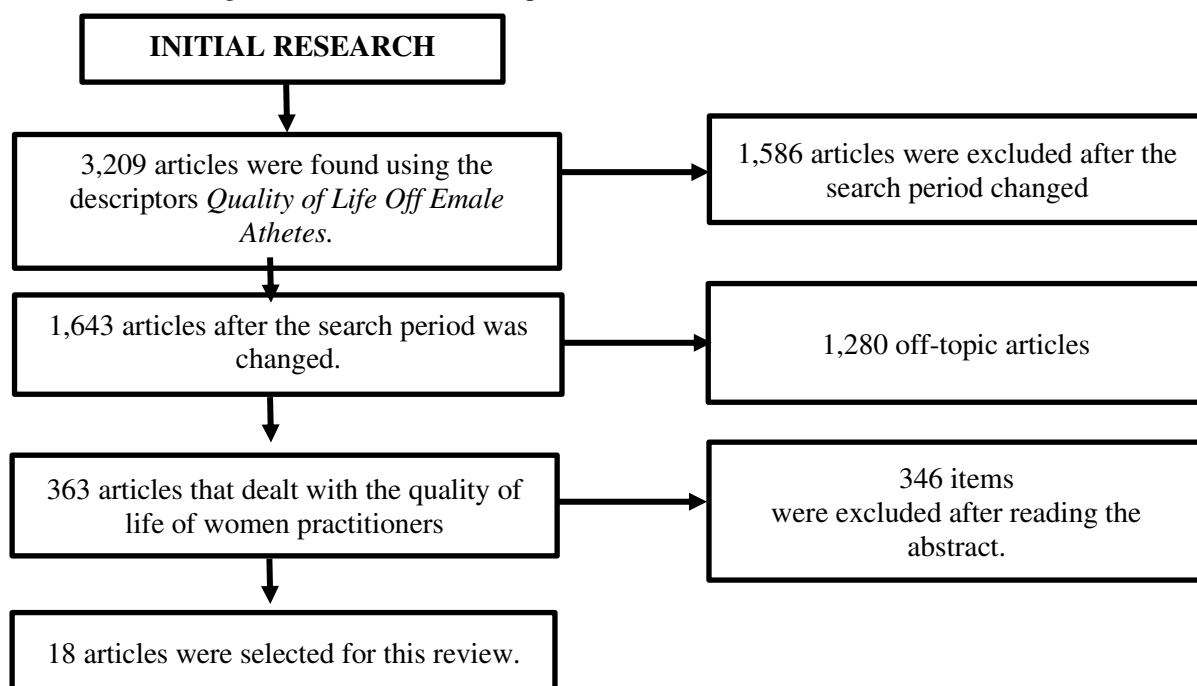 INITIAL RESEARCH
3,209 articles were found using the
descriptors Quality of Life Off Emale
Athetes.
1,586 articles were excluded after the
search period changed
1,643 articles after the search period was
changed.
1,280 off-topic articles
363 articles that dealt with the quality of
life of women practitioners
346 items
were excluded after reading the
abstract.
18 articles were selected for this review.